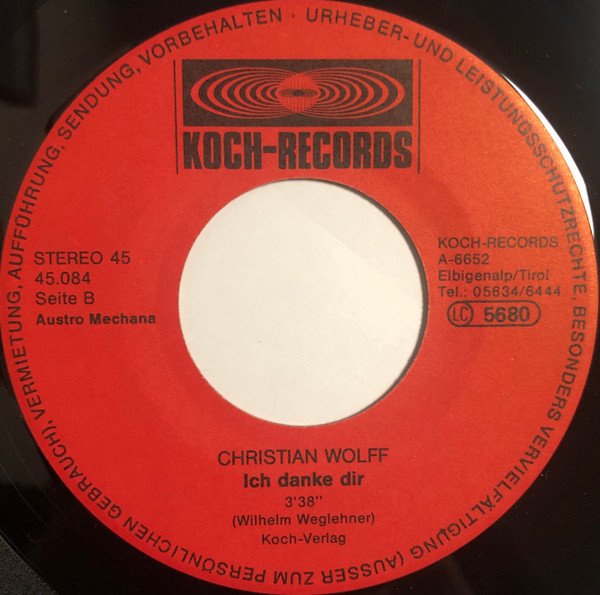 URHEBER- UND LEISTUNGSSCHUTZRECHTE, BESONDERS VERVIELFÄLTIGUNG (AUSSER ZUM PERSÖNLICHEN GEBRAUCH), VERMIETUNG, AUFFÜHRUNG, SENDUNG, VORBEHALTEN ·
KOCH-RECORDS
STEREO 45
45.084
Seite B
Austro Mechana
KOCH-RECORDS
A-6652
Elbigenalp/Tirol
Tel.: 05634/6444
LC 5680
CHRISTIAN WOLFF
Ich danke dir
3'38''
(Wilhelm Weglehner)
Koch-Verlag